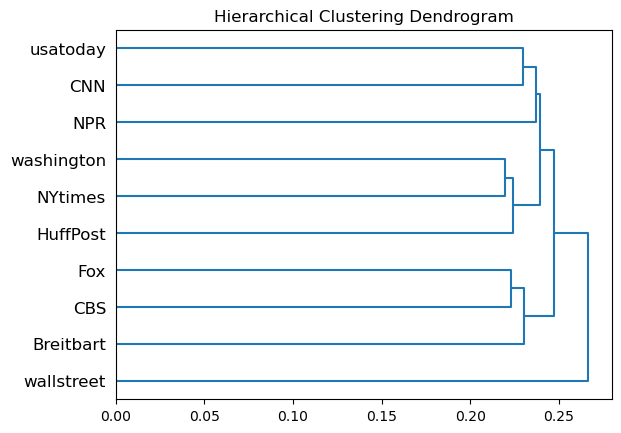 Hierarchical Clustering Dendrogram
usatoday
CNN
NPR
washington
NYtimes
HuffPost
Fox
CBS
Breitbart
wallstreet
0.00 0.05 0.10 0.15 0.20 0.25